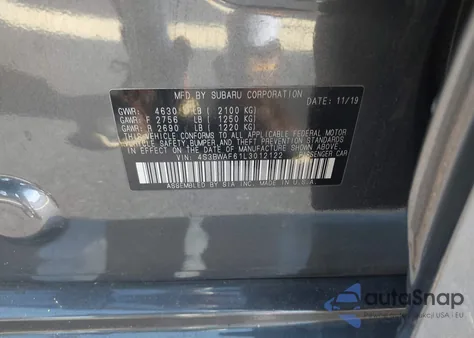 MFD. BY SUBARU CORPORATION
DATE: 11/19
GVWR: 4630 LB ( 2100 KG)
GAWR: F 2756 LB ( 1250 KG)
GAWR: R 2690 LB ( 1220 KG)
THIS VEHICLE CONFORMS TO ALL APPLICABLE FEDERAL MOTOR
VEHICLE SAFETY, BUMPER, AND THEFT PREVENTION STANDARDS
IN EFFECT ON THE DATE OF MANUFACTURE SHOWN ABOVE.
VIN: 4S3BWAF61L3012122 PASSENGER CAR
ASSEMBLED BY SIA INC. MADE IN U.S.A.
autoSnap
USA i EU